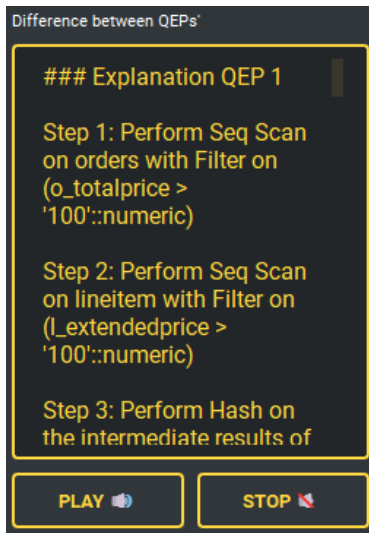 Difference between QEPs'
### Explanation QEP 1
Step 1: Perform Seq Scan
on orders with Filter on
(o_totalprice >
'100'::numeric)
Step 2: Perform Seq Scan
on lineitem with Filter on
(l_extendedprice >
'100'::numeric)
Step 3: Perform Hash on
the intermediate results of
PLAY
STOP